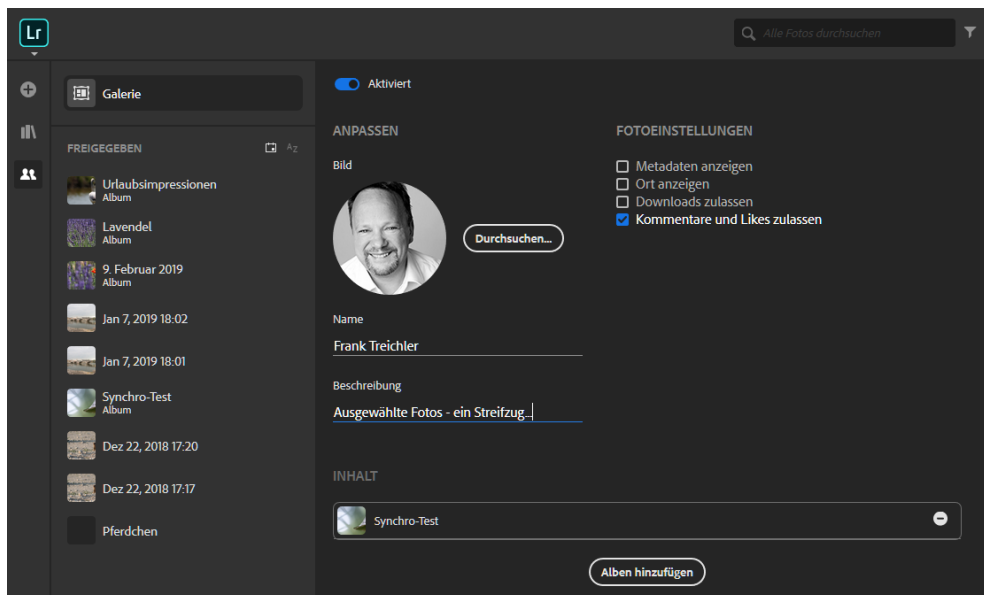 Lr
Alle Fotos durchsuchen
Galerie
FREIGEGEBEN
AZ
Urlaubsimpressionen
Album
Lavendel
Album
9. Februar 2019
Album
Jan 7, 2019 18:02
Jan 7, 2019 18:01
Synchro-Test
Album
Dez 22, 2018 17:20
Dez 22, 2018 17:17
Pferdchen
Aktiviert
ANPASSEN
Bild
Durchsuchen...
Name
Frank Treichler
Beschreibung
Ausgewählte Fotos - ein Streifzug...
FOTOEINSTELLUNGEN
Metadaten anzeigen
Ort anzeigen
Downloads zulassen
Kommentare und Likes zulassen
INHALT
Synchro-Test
Alben hinzufügen